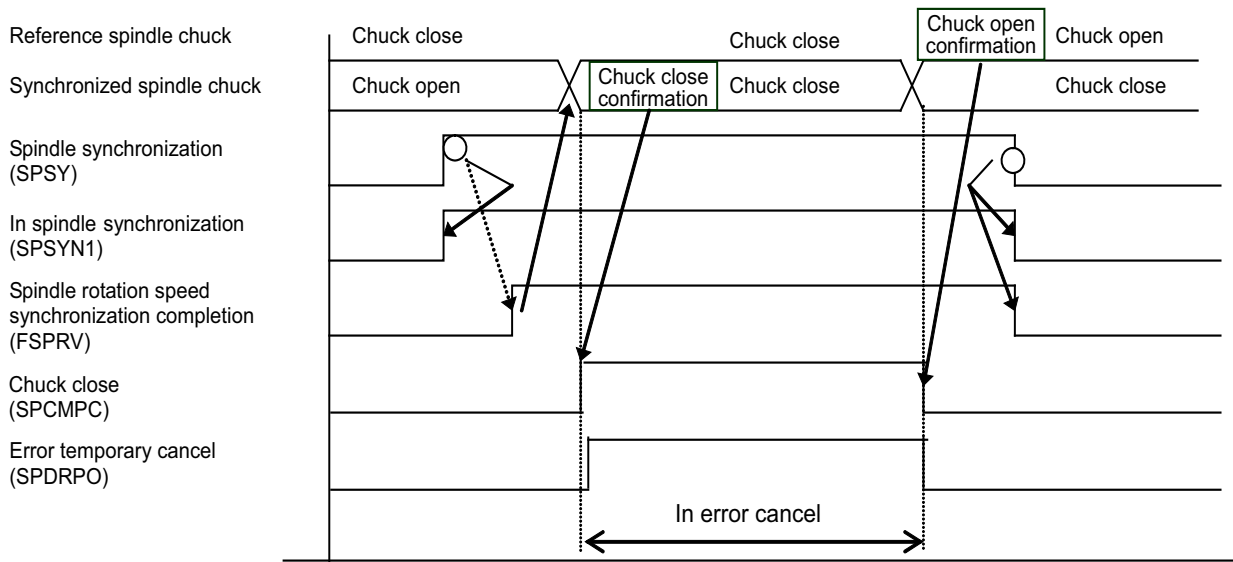 Reference spindle chuck
Chuck close
Chuck close
Chuck open
confirmation
Chuck open
Synchronized spindle chuck
Chuck open
Chuck close
confirmation
Chuck close
Chuck close
Spindle synchronization
(SPSY)
In spindle synchronization
(SPSYN1)
Spindle rotation speed
synchronization completion
(FSPRV)
Chuck close
(SPCMPC)
Error temporary cancel
(SPDRPO)
In error cancel